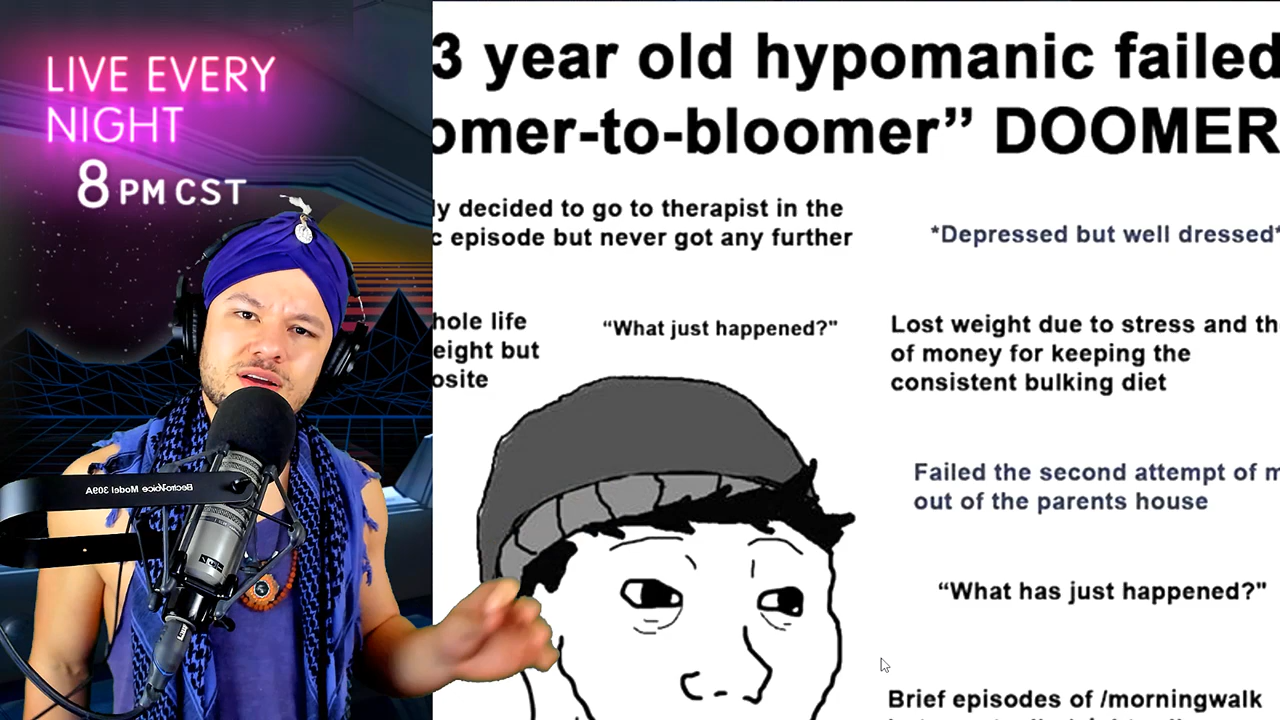 LIVE EVERY
NIGHT
8 PM CST
3 year old hypomanic failed
omer-to-bloomer” DOOMER
ly decided to go to therapist in the
c episode but never got any further
*Depressed but well dressed*
hole life
eight but
osite
“What just happened?"
Lost weight due to stress and th
of money for keeping the
consistent bulking diet
Failed the second attempt of m
out of the parents house
“What has just happened?"
Brief episodes of /morningwalk
ElectroVoice Model 309A